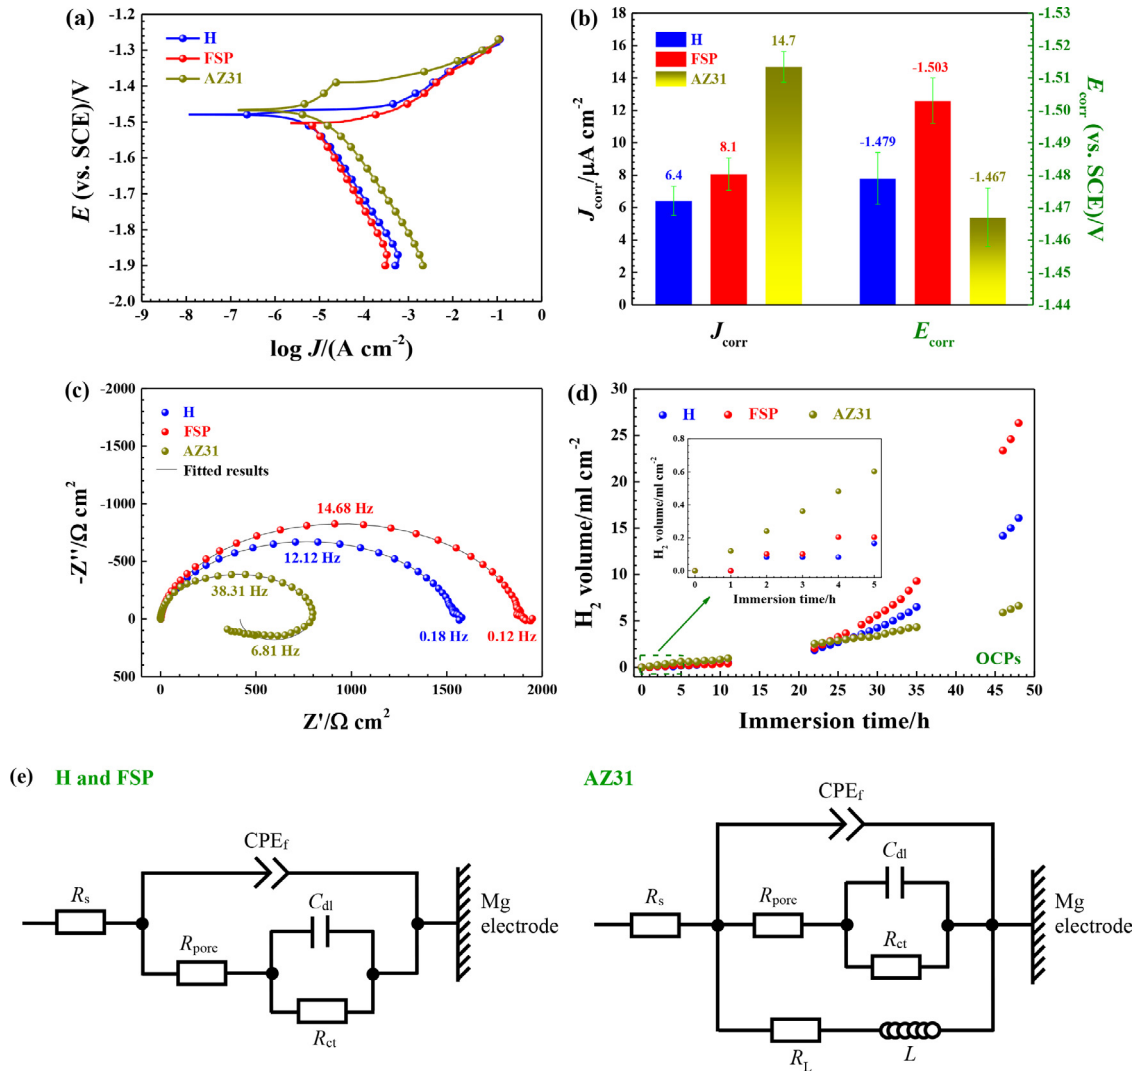 (a)
-1.2
-1.3
-1.4
-1.5
-1.6
-1.7
-1.8
-1.9
-2.0
E (vs. SCE)/V
H
FSP
AZ31
-9 -8 -7 -6 -5 -4 -3 -2 -1 0
log J/(A cm-2)
(b)
18
16
14
12
10
8
6
4
2
0
Jcorr/μA cm-2
H
FSP
AZ31
14.7
8.1
6.4
-1.503
-1.479
-1.467
-1.53
-1.52
-1.51
-1.50
-1.49
-1.48
-1.47
-1.46
-1.45
-1.44
Ecorr (vs. SCE)/V
Jcorr
Ecorr
(c)
-2000
-1500
-1000
-500
0
500
-Z''/Ω cm2
H
FSP
AZ31
Fitted results
14.68 Hz
12.12 Hz
38.31 Hz
6.81 Hz
0.18 Hz
0.12 Hz
0 500 1000 1500 2000
Z'/Ω cm2
(d)
30
25
20
15
10
5
0
H2 volume/ml cm-2
H FSP AZ31
0.8
0.6
0.4
0.2
0.0
H2 volume/ml cm-2
0 1 2 3 4 5
Immersion time/h
OCPs
0 5 10 15 20 25 30 35 40 45 50
Immersion time/h
(e) H and FSP
CPEf
Rs
Cdl
Rpore
Rct
Mg
electrode
AZ31
CPEf
Cdl
Rs
Rpore
Rct
Mg
electrode
RL
L